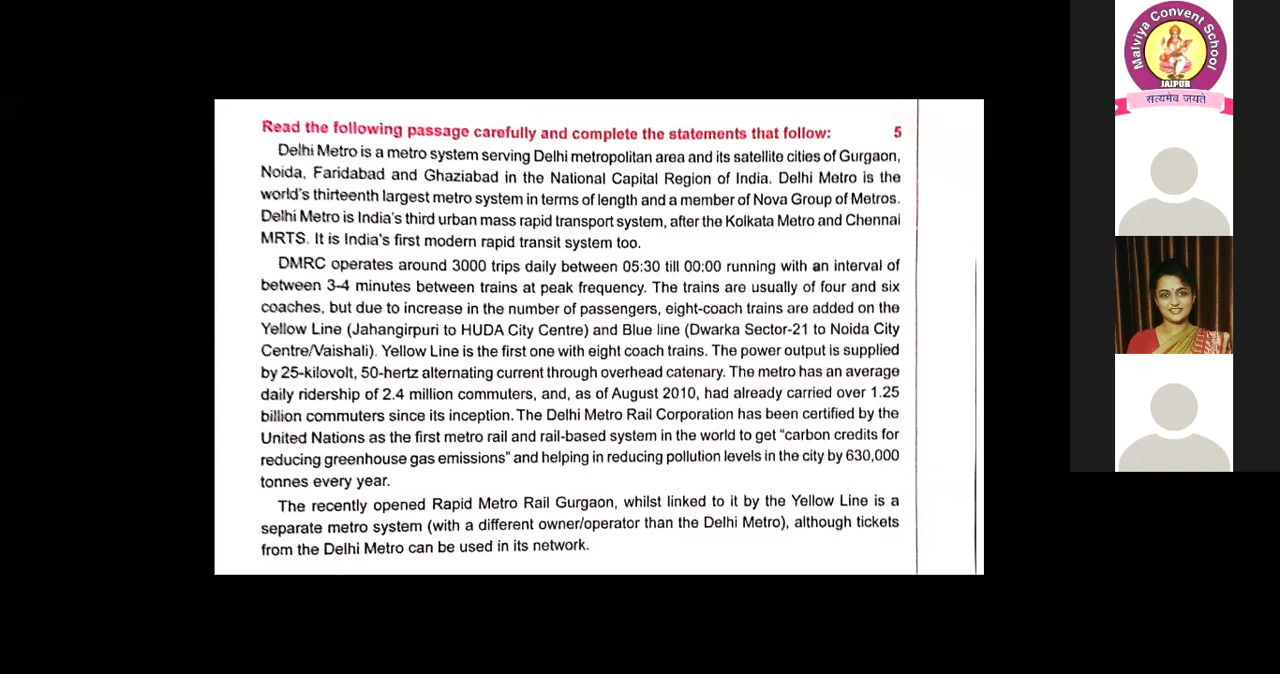 Read the following passage carefully and complete the statements that follow: 5
Delhi Metro is a metro system serving Delhi metropolitan area and its satellite cities of Gurgaon,
Noida, Faridabad and Ghaziabad in the National Capital Region of India. Delhi Metro is the
world's thirteenth largest metro system in terms of length and a member of Nova Group of Metros.
Delhi Metro is India's third urban mass rapid transport system, after the Kolkata Metro and Chennai
MRTS. It is India's first modern rapid transit system too.
DMRC operates around 3000 trips daily between 05:30 till 00:00 running with an interval of
between 3-4 minutes between trains at peak frequency. The trains are usually of four and six
coaches, but due to increase in the number of passengers, eight-coach trains are added on the
Yellow Line (Jahangirpuri to HUDA City Centre) and Blue line (Dwarka Sector-21 to Noida City
Centre/Vaishali). Yellow Line is the first one with eight coach trains. The power output is supplied
by 25-kilovolt, 50-hertz alternating current through overhead catenary. The metro has an average
daily ridership of 2.4 million commuters, and, as of August 2010, had already carried over 1.25
billion commuters since its inception. The Delhi Metro Rail Corporation has been certified by the
United Nations as the first metro rail and rail-based system in the world to get "carbon credits for
reducing greenhouse gas emissions" and helping in reducing pollution levels in the city by 630,000
tonnes every year.
The recently opened Rapid Metro Rail Gurgaon, whilst linked to it by the Yellow Line is a
separate metro system (with a different owner/operator than the Delhi Metro), although tickets
from the Delhi Metro can be used in its network.
Malviya Convent School
JAIPUR
सत्यमेव जयते